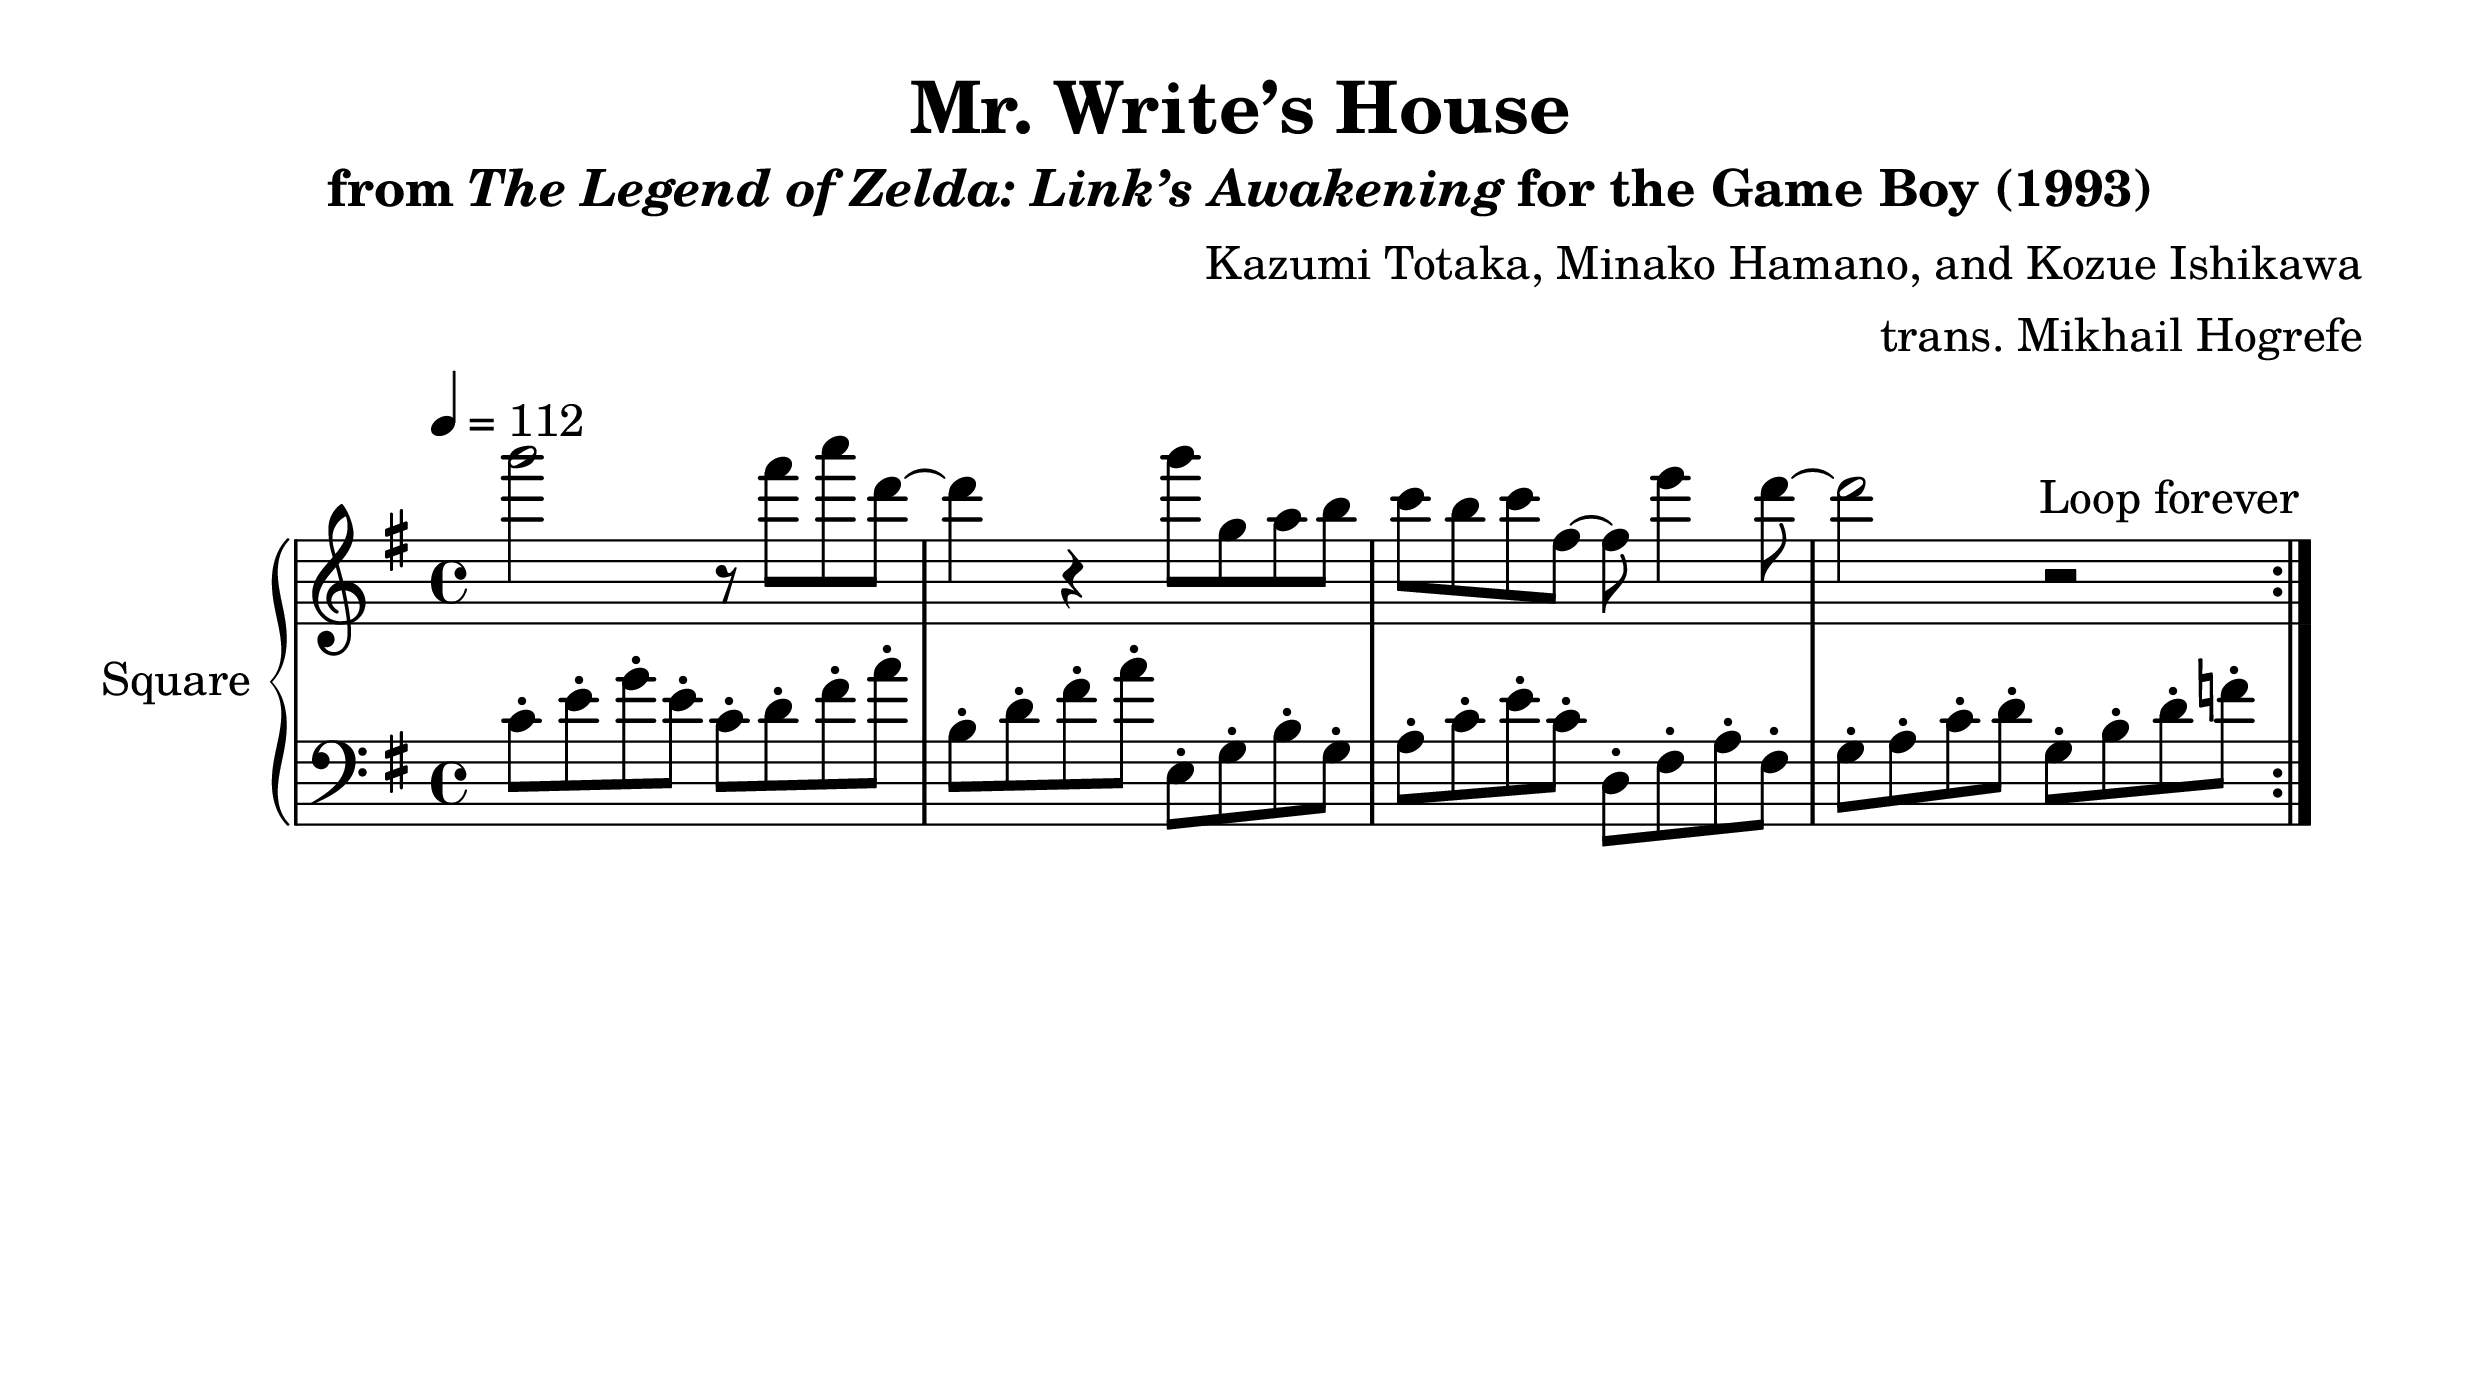 Mr. Write’s House
from The Legend of Zelda: Link’s Awakening for the Game Boy (1993)
Kazumi Totaka, Minako Hamano, and Kozue Ishikawa
trans. Mikhail Hogrefe
= 112
Loop forever
Square